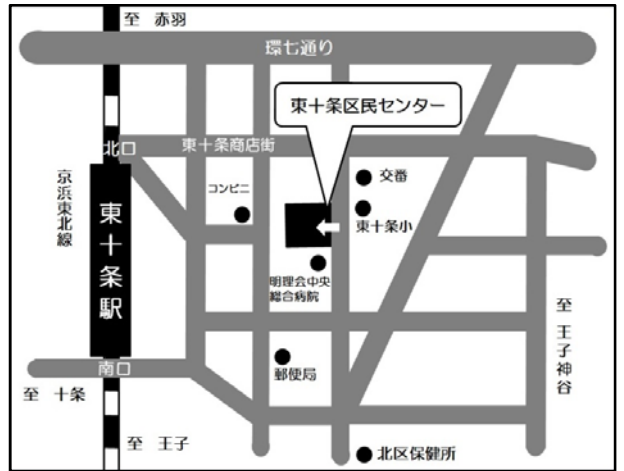 至 赤羽
環七通り
東十条区民センター
北口
東十条商店街
交番
コンビニ
京浜東北線
東十条駅
東十条小
明理会中央
総合病院
至 王子神谷
郵便局
南口
至 十条
至 王子
北区保健所